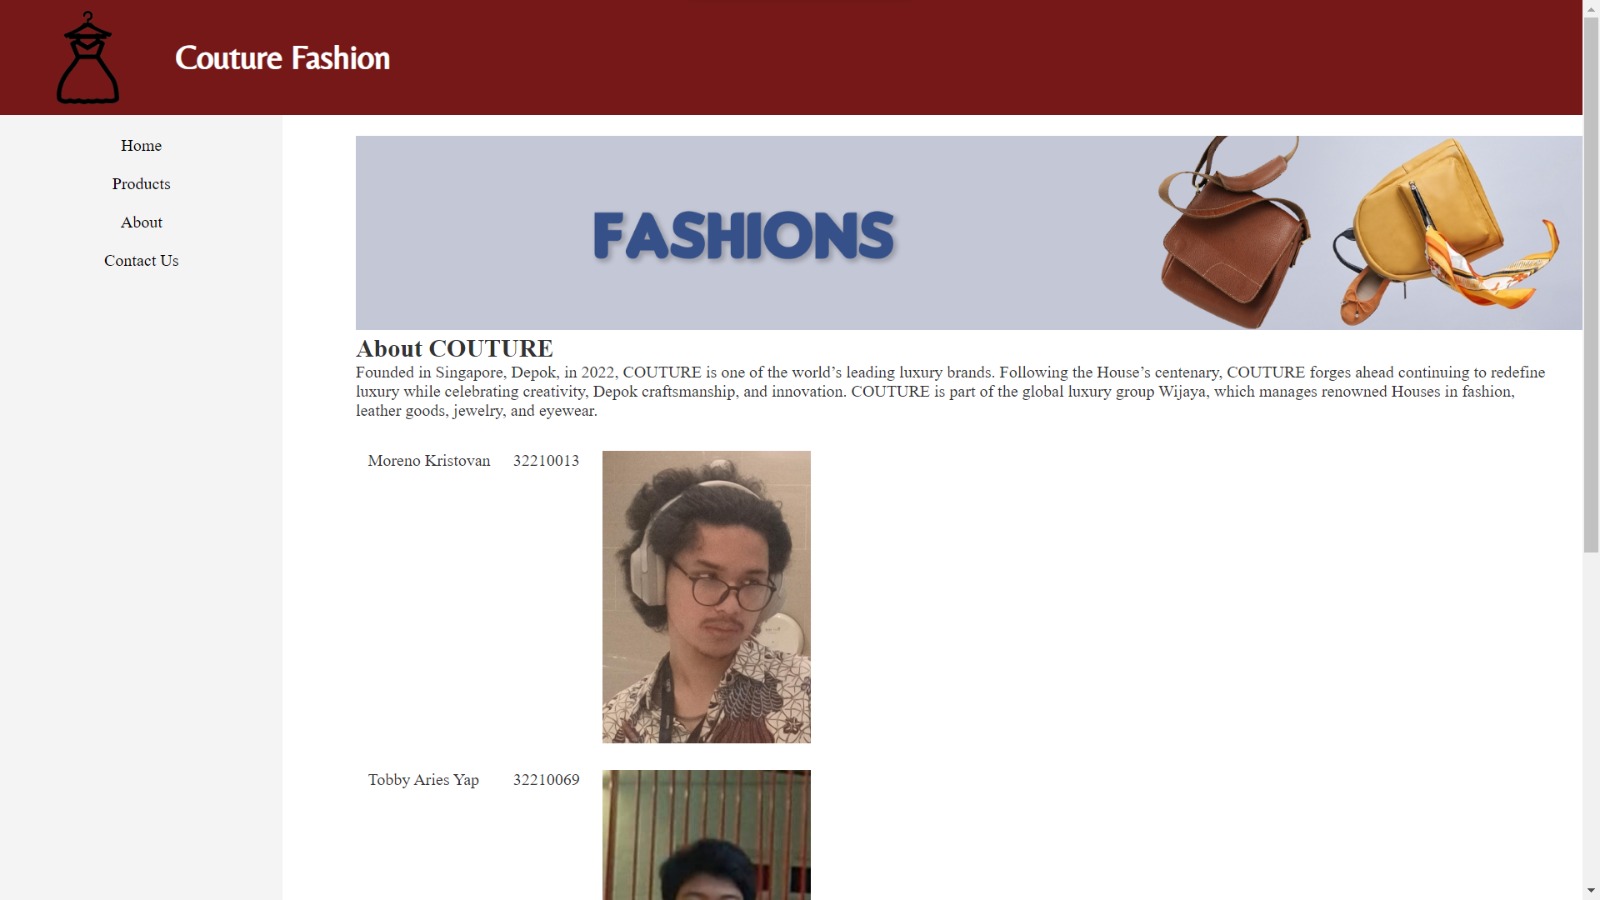 Couture Fashion
Home
Products
About
Contact Us
FASHIONS
About COUTURE
Founded in Singapore, Depok, in 2022, COUTURE is one of the world’s leading luxury brands. Following the House’s centenary, COUTURE forges ahead continuing to redefine
luxury while celebrating creativity, Depok craftsmanship, and innovation. COUTURE is part of the global luxury group Wijaya, which manages renowned Houses in fashion,
leather goods, jewelry, and eyewear.
Moreno Kristovan 32210013
Tobby Aries Yap 32210069